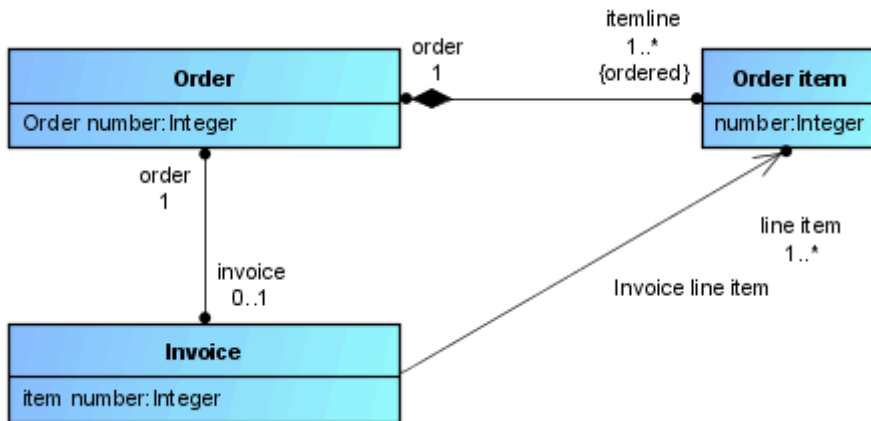 itemline
1..*
{ordered}
order
1
Order
Order number:Integer
Order item
number:Integer
order
1
line item
1..*
Invoice line item
invoice
0..1
Invoice
item number:Integer